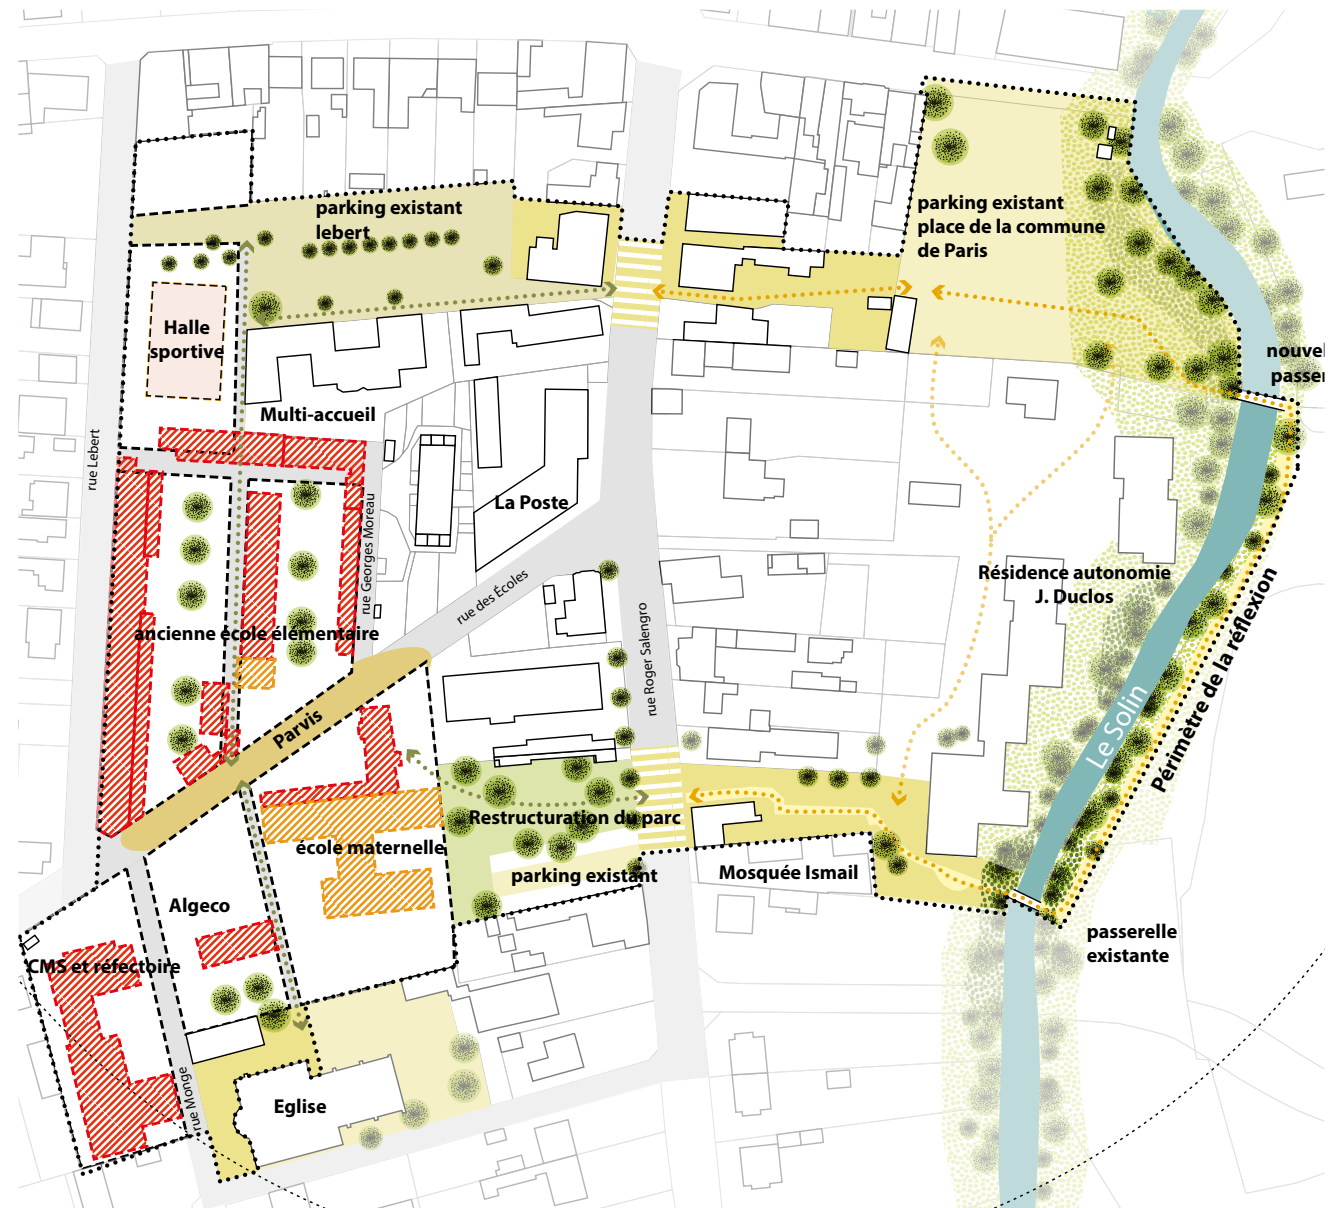 parking existant
lebert
parking existant
place de la commune
de Paris
Halle
sportive
Multi-accueil
nouvel
passer
rue Lebert
La Poste
rue Georges Moreau
rue des Écoles
Résidence autonomie
J. Duclos
ancienne école élémentaire
rue Roger Salengro
Périmètre de la réflexion
Le Solin
Parvis
Restructuration du parc
école maternelle
parking existant
Mosquée Ismail
Algeco
passerelle
existante
CMS et réfectoire
rue Monge
Eglise